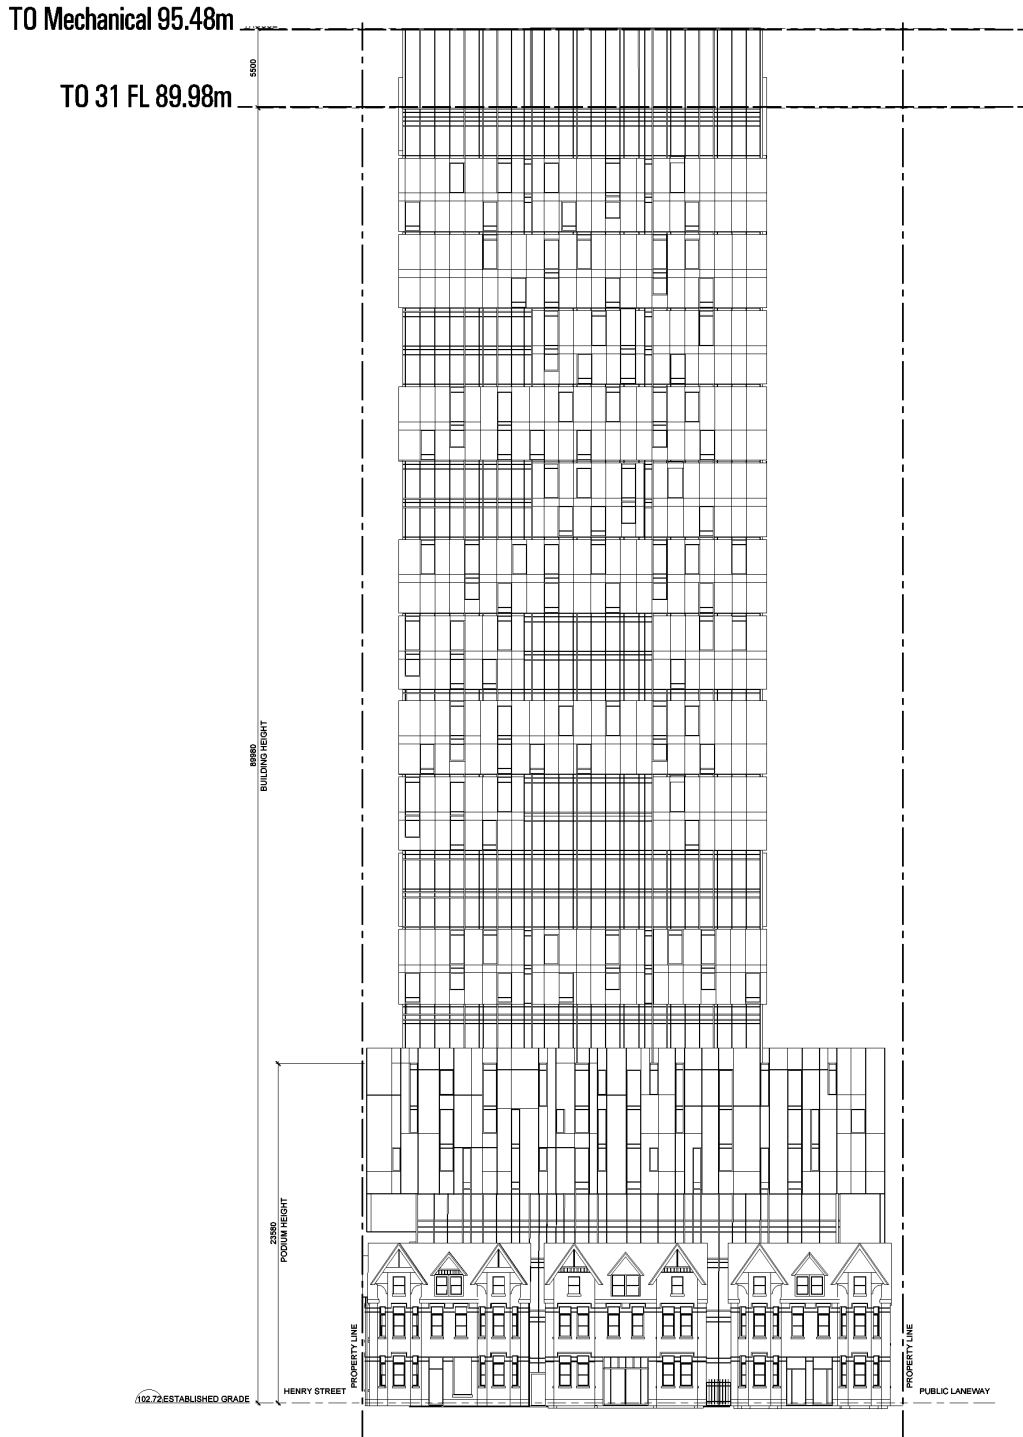 TO Mechanical 95.48m
5500
TO 31 FL 89.98m
89980
BUILDING HEIGHT
23580
PODIUM HEIGHT
PROPERTY LINE
PROPERTY LINE
HENRY STREET
PUBLIC LANEWAY
102.72 ESTABLISHED GRADE